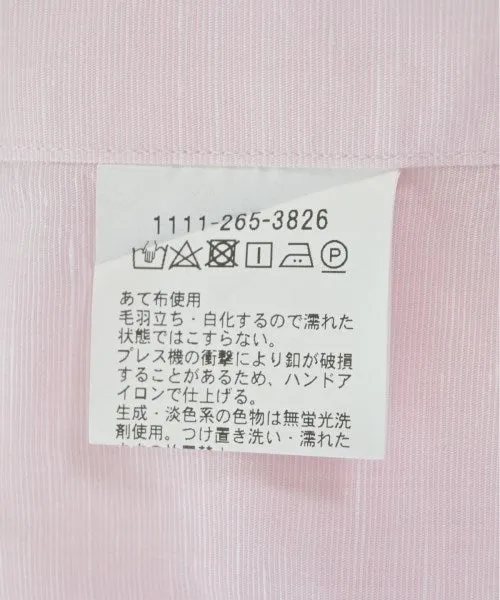 1111-265-3826
あて布使用
毛羽立ち・白化するので濡れた
状態ではこすらない。
プレス機の衝撃により釦が破損
することがあるため、ハンドア
イロンで仕上げる。
生成・淡色系の色物は無蛍光洗
剤使用。つけ置き洗い・濡れた